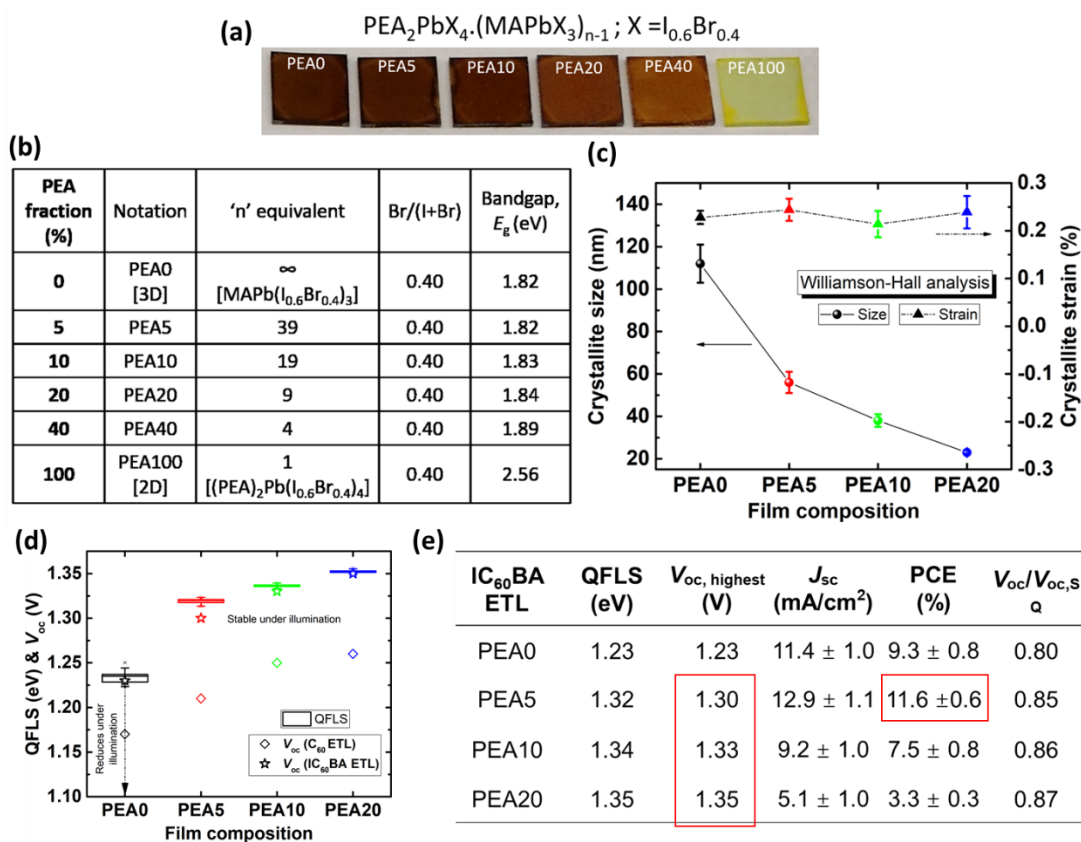 (a)
PEA₂PbX₄.(MAPbX₃)ₙ₋₁ ; X =I₀.₆Br₀.₄
PEA0 PEA5 PEA10 PEA20 PEA40 PEA100
(b)
PEA fraction (%) Notation 'n' equivalent Br/(I+Br) Bandgap, E_g (eV)
0 PEA0 [3D] ∞ [MAPb(I₀.₆Br₀.₄)₃] 0.40 1.82
5 PEA5 39 0.40 1.82
10 PEA10 19 0.40 1.83
20 PEA20 9 0.40 1.84
40 PEA40 4 0.40 1.89
100 PEA100 [2D] 1 [(PEA)₂Pb(I₀.₆Br₀.₄)₄] 0.40 2.56
(c)
Crystallite size (nm)
140
120
100
80
60
40
20
Williamson-Hall analysis
Size Strain
0.3
0.2
0.1
0.0
-0.1
-0.2
-0.3
Crystallite strain (%)
PEA0 PEA5 PEA10 PEA20
Film composition
(d)
QFLS (eV) & V_oc (V)
1.35
1.30
1.25
1.20
1.15
1.10
Stable under illumination
Reduces under
illumination
QFLS
V_oc (C₆₀ ETL)
V_oc (IC₆₀BA ETL)
PEA0 PEA5 PEA10 PEA20
Film composition
(e)
IC₆₀BA ETL QFLS (eV) V_oc, highest (V) J_sc (mA/cm²) PCE (%) V_oc/V_oc,SQ
PEA0 1.23 1.23 11.4 ± 1.0 9.3 ± 0.8 0.80
PEA5 1.32 1.30 12.9 ± 1.1 11.6 ±0.6 0.85
PEA10 1.34 1.33 9.2 ± 1.0 7.5 ± 0.8 0.86
PEA20 1.35 1.35 5.1 ± 1.0 3.3 ± 0.3 0.87